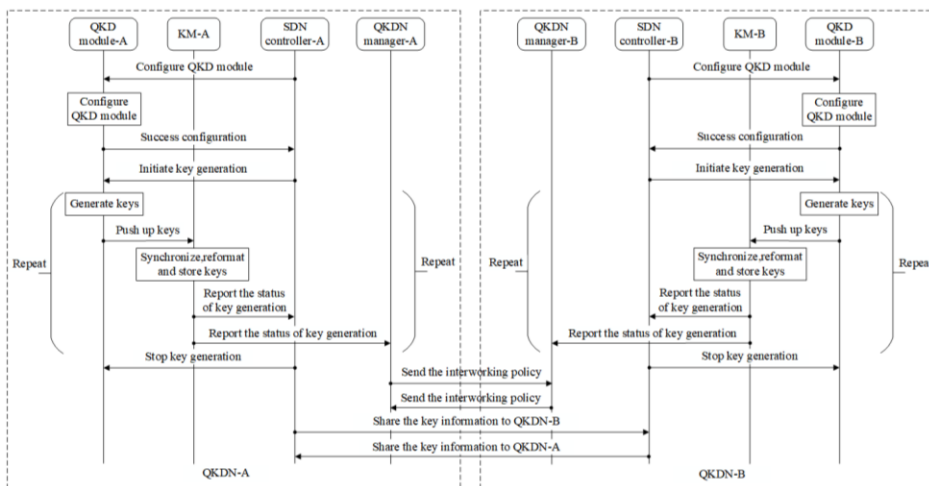 QKD
module-A
KM-A
SDN
controller-A
QKDN
manager-A
QKDN
manager-B
SDN
controller-B
KM-B
QKD
module-B
Configure QKD module
Configure QKD module
Configure
QKD module
Configure
QKD module
Success configuration
Success configuration
Initiate key generation
Initiate key generation
Generate keys
Generate keys
Push up keys
Push up keys
Repeat
Synchronize,reformat
and store keys
Repeat
Repeat
Synchronize,reformat
and store keys
Repeat
Report the status
of key generation
Report the status
of key generation
Report the status of key generation
Report the status of key generation
Stop key generation
Stop key generation
Send the interworking policy
Send the interworking policy
Share the key information to QKDN-B
Share the key information to QKDN-A
QKDN-A
QKDN-B